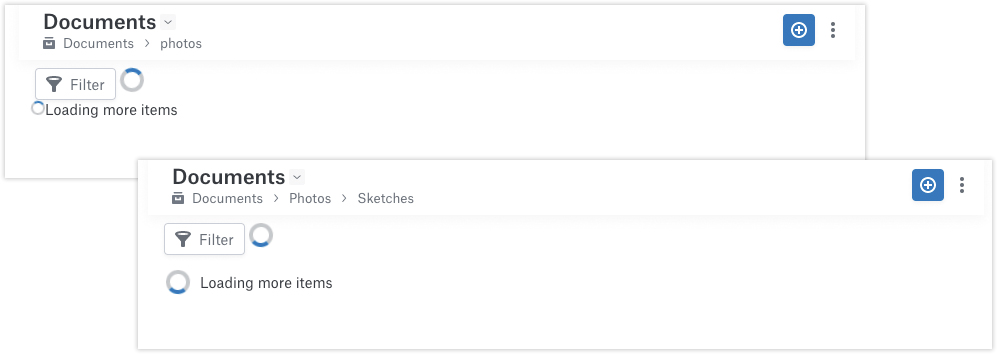 Documents
Documents > photos
Filter
Loading more items
Documents
Documents > Photos > Sketches
Filter
Loading more items